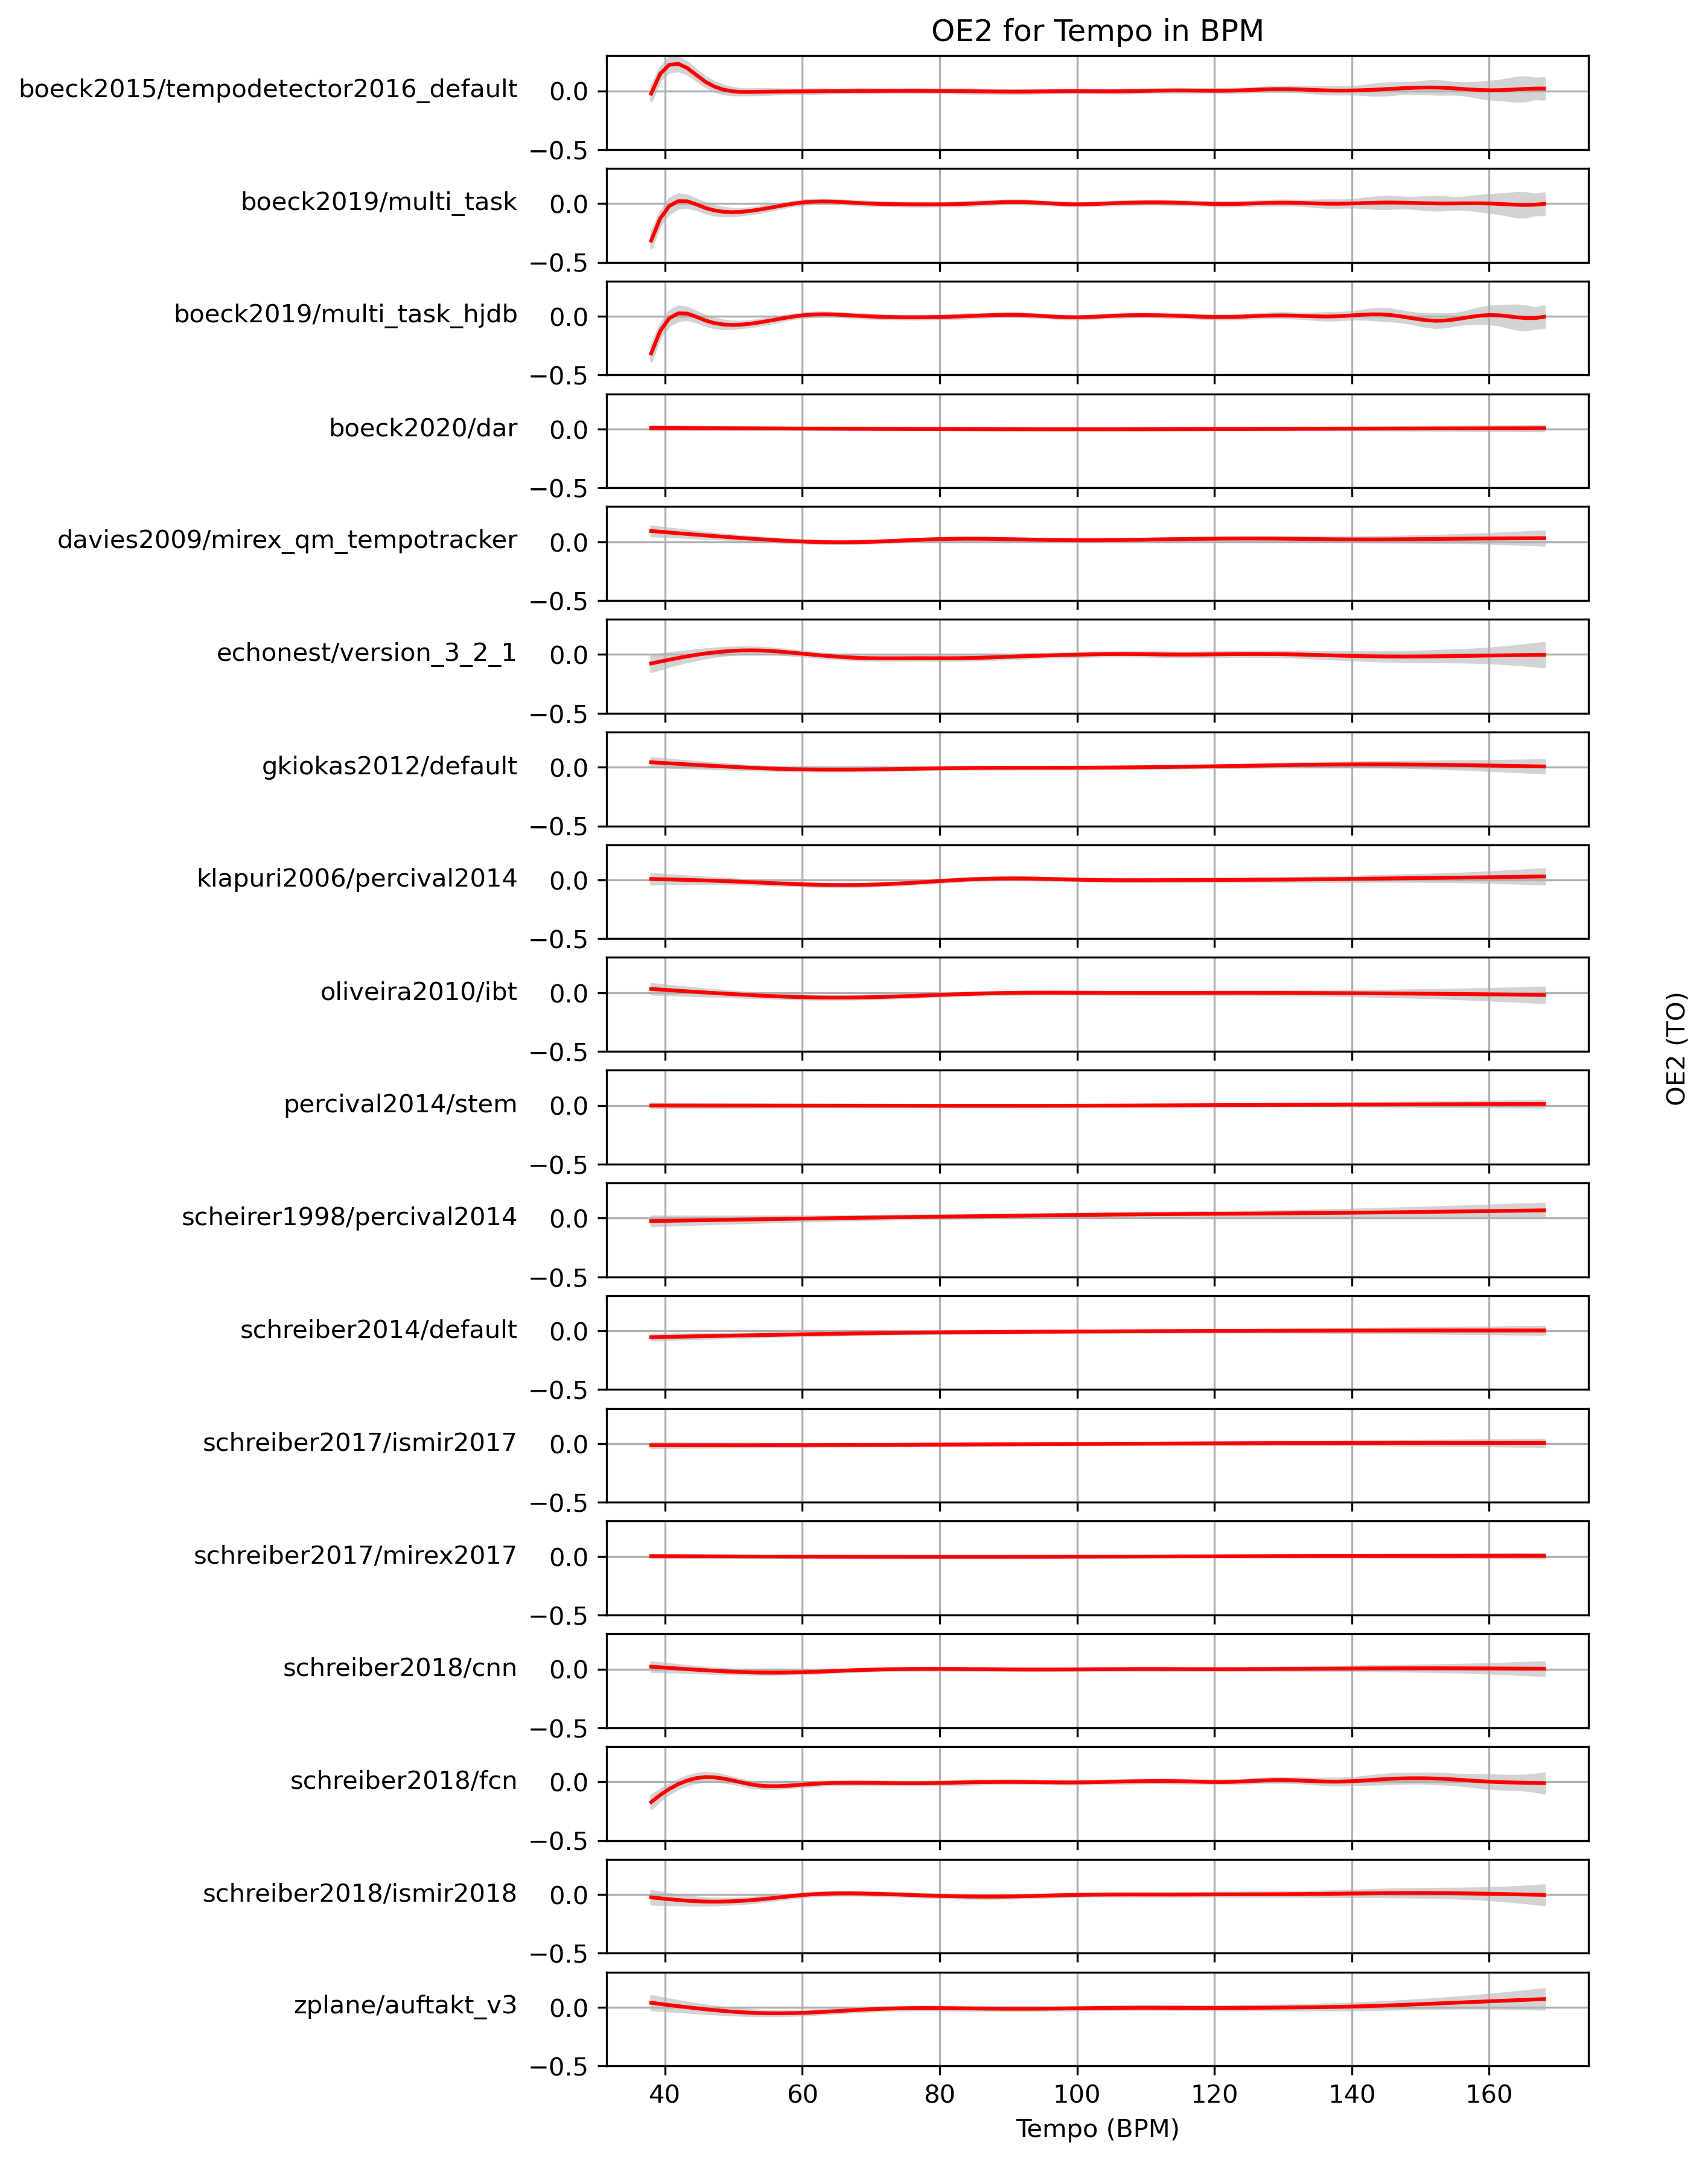 OE2 for Tempo in BPM
boeck2015/tempodetector2016_default
0.0
−0.5
boeck2019/multi_task
0.0
−0.5
boeck2019/multi_task_hjdb
0.0
−0.5
boeck2020/dar
0.0
−0.5
davies2009/mirex_qm_tempotracker
0.0
−0.5
echonest/version_3_2_1
0.0
−0.5
gkiokas2012/default
0.0
−0.5
klapuri2006/percival2014
0.0
−0.5
oliveira2010/ibt
0.0
−0.5
OE2 (TO)
percival2014/stem
0.0
−0.5
scheirer1998/percival2014
0.0
−0.5
schreiber2014/default
0.0
−0.5
schreiber2017/ismir2017
0.0
−0.5
schreiber2017/mirex2017
0.0
−0.5
schreiber2018/cnn
0.0
−0.5
schreiber2018/fcn
0.0
−0.5
schreiber2018/ismir2018
0.0
−0.5
zplane/auftakt_v3
0.0
−0.5
40 60 80 100 120 140 160
Tempo (BPM)